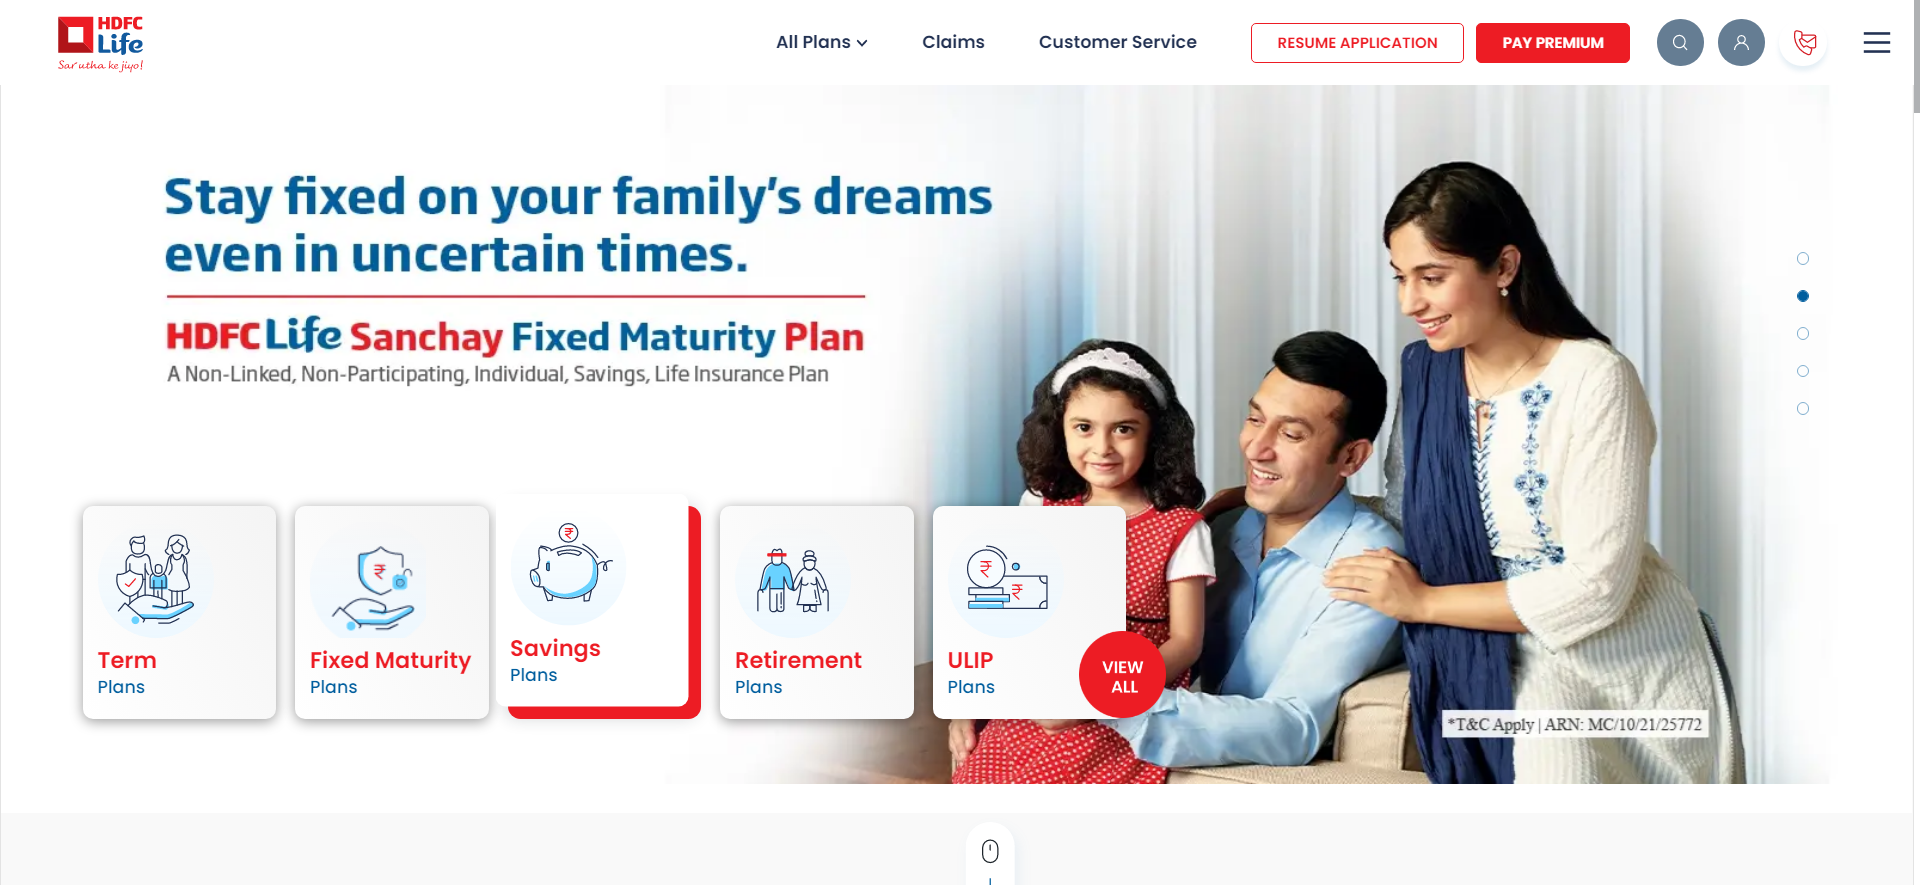 HDFC
Life
Sar utha ke jiyo!
All Plans
Claims
Customer Service
RESUME APPLICATION
PAY PREMIUM
Stay fixed on your family's dreams
even in uncertain times.
HDFC Life Sanchay Fixed Maturity Plan
A Non-Linked, Non-Participating, Individual, Savings, Life Insurance Plan
Term
Plans
Fixed Maturity
Plans
Savings
Plans
Retirement
Plans
ULIP
Plans
VIEW
ALL
*T&C Apply | ARN: MC/10/21/25772